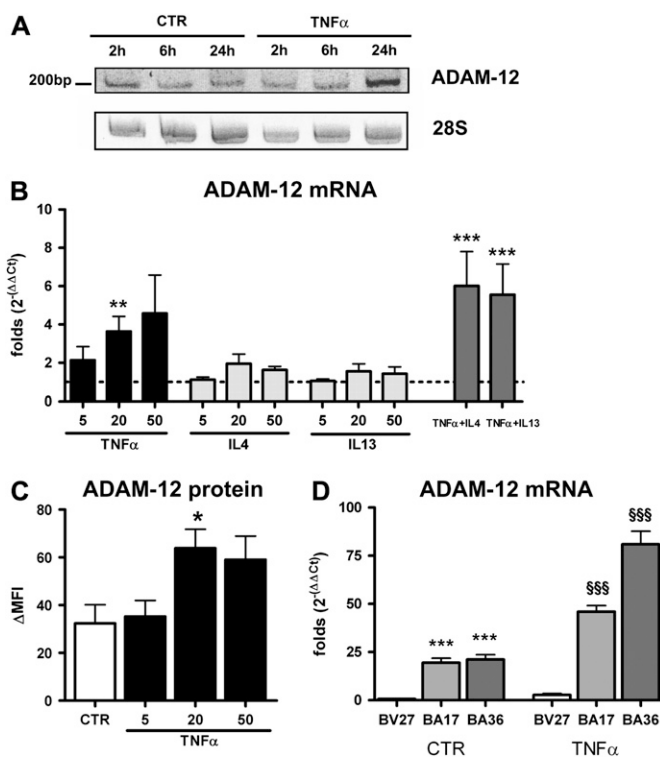 A
CTR TNFα
2h 6h 24h 2h 6h 24h
200bp
ADAM-12
28S
B
ADAM-12 mRNA
folds (2^-(ΔΔCt))
10
8
6
4
2
0
**
***
***
5 20 50 5 20 50 5 20 50
TNFα IL4 IL13
TNFα+IL4 TNFα+IL13
C
ADAM-12 protein
ΔMFI
80
60
40
20
0
*
CTR 5 20 50
TNFα
D
ADAM-12 mRNA
folds (2^-(ΔΔCt))
100
75
50
25
0
***
***
§§§
§§§
BV27 BA17 BA36 BV27 BA17 BA36
CTR TNFα